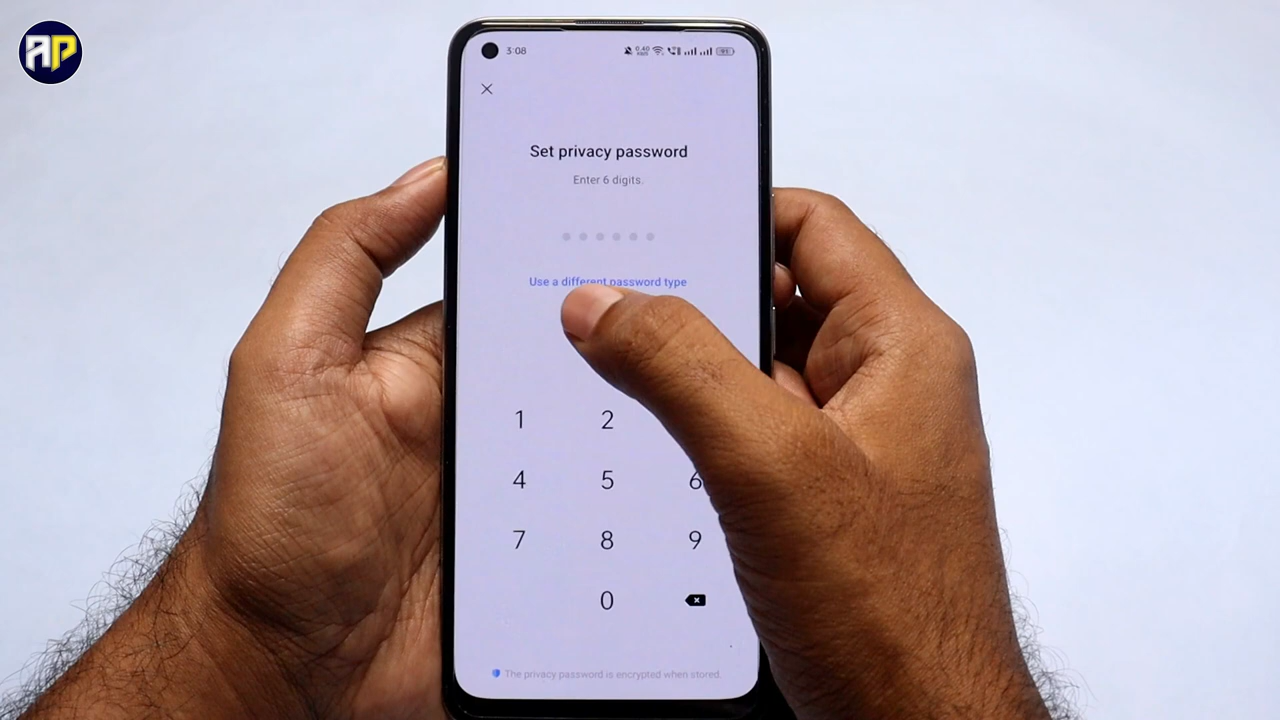 AP
3:08
Set privacy password
Enter 6 digits.
Use a different password type
1 2
4 5 6
7 8 9
0
The privacy password is encrypted when stored.